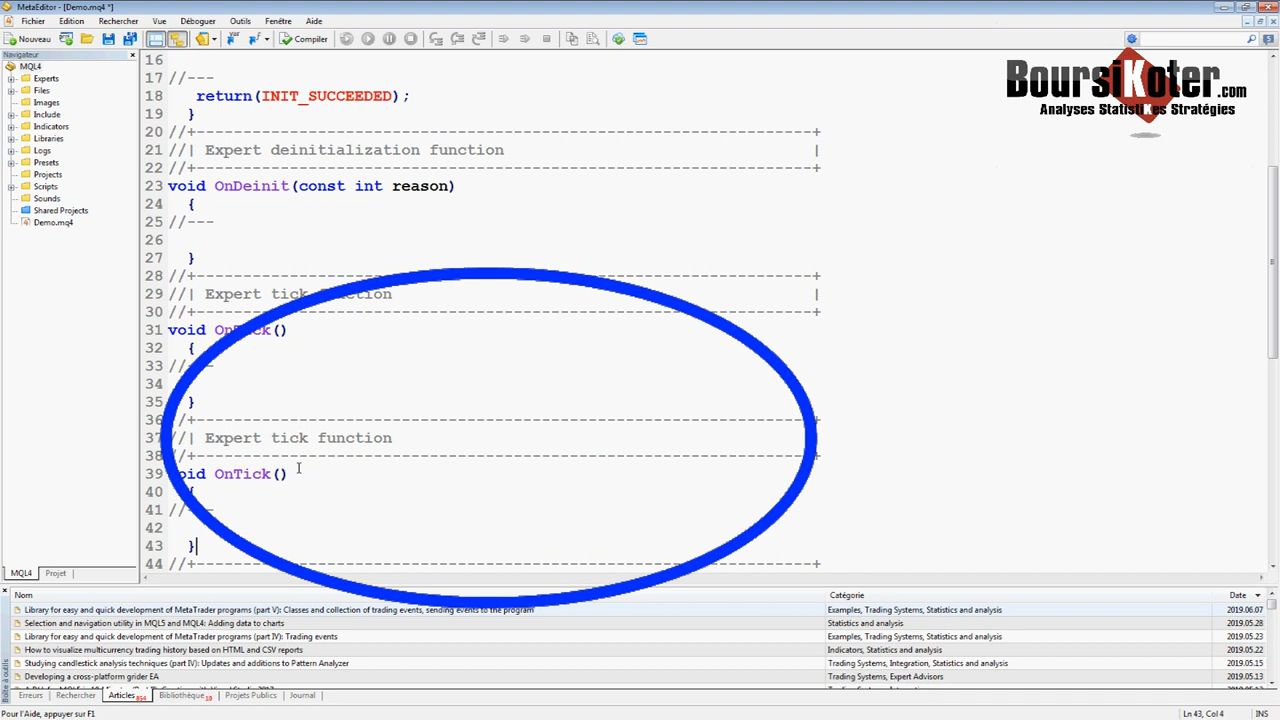 MetaEditor - [Demo.mq4 *]
Fichier Edition Rechercher Vue Déboguer Outils Fenêtre Aide
Nouveau Compiler
Navigateur
MQL4
Experts
Files
Images
Include
Indicators
Libraries
Logs
Presets
Projects
Scripts
Sounds
Shared Projects
Demo.mq4
MQL4 Projet
BoursiKoter.com
Analyses StatistiKes Stratégies
16
17 //---
18 return(INIT_SUCCEEDED);
19 }
20 //+------------------------------------------------------------------+
21 //| Expert deinitialization function |
22 //+------------------------------------------------------------------+
23 void OnDeinit(const int reason)
24 {
25 //---
26
27 }
28 //+------------------------------------------------------------------+
29 //| Expert tick function |
30 //+------------------------------------------------------------------+
31 void OnTick()
32 {
33 //---
34
35 }
36 //+------------------------------------------------------------------+
37 //| Expert tick function
38 //+------------------------------------------------------------------+
39 void OnTick()
40 {
41 //---
42
43 }
44 //+------------------------------------------------------------------+
Nom Catégorie Date
Library for easy and quick development of MetaTrader programs (part V): Classes and collection of trading events, sending events to the program Examples, Trading Systems, Statistics and analysis 2019.06.07
Selection and navigation utility in MQL5 and MQL4: Adding data to charts Statistics and analysis 2019.05.28
Library for easy and quick development of MetaTrader programs (part IV): Trading events Examples, Trading Systems, Statistics and analysis 2019.05.23
How to visualize multicurrency trading history based on HTML and CSV reports Indicators, Statistics and analysis 2019.05.22
Studying candlestick analysis techniques (part IV): Updates and additions to Pattern Analyzer Trading Systems, Integration, Statistics and analysis 2019.05.15
Developing a cross-platform grider EA Trading Systems, Expert Advisors 2019.05.13
Erreurs Rechercher Articles 854 Bibliothèque Projets Publics Journal
Boîte à outils
Pour l'Aide, appuyer sur F1 Ln 43, Col 4 INS